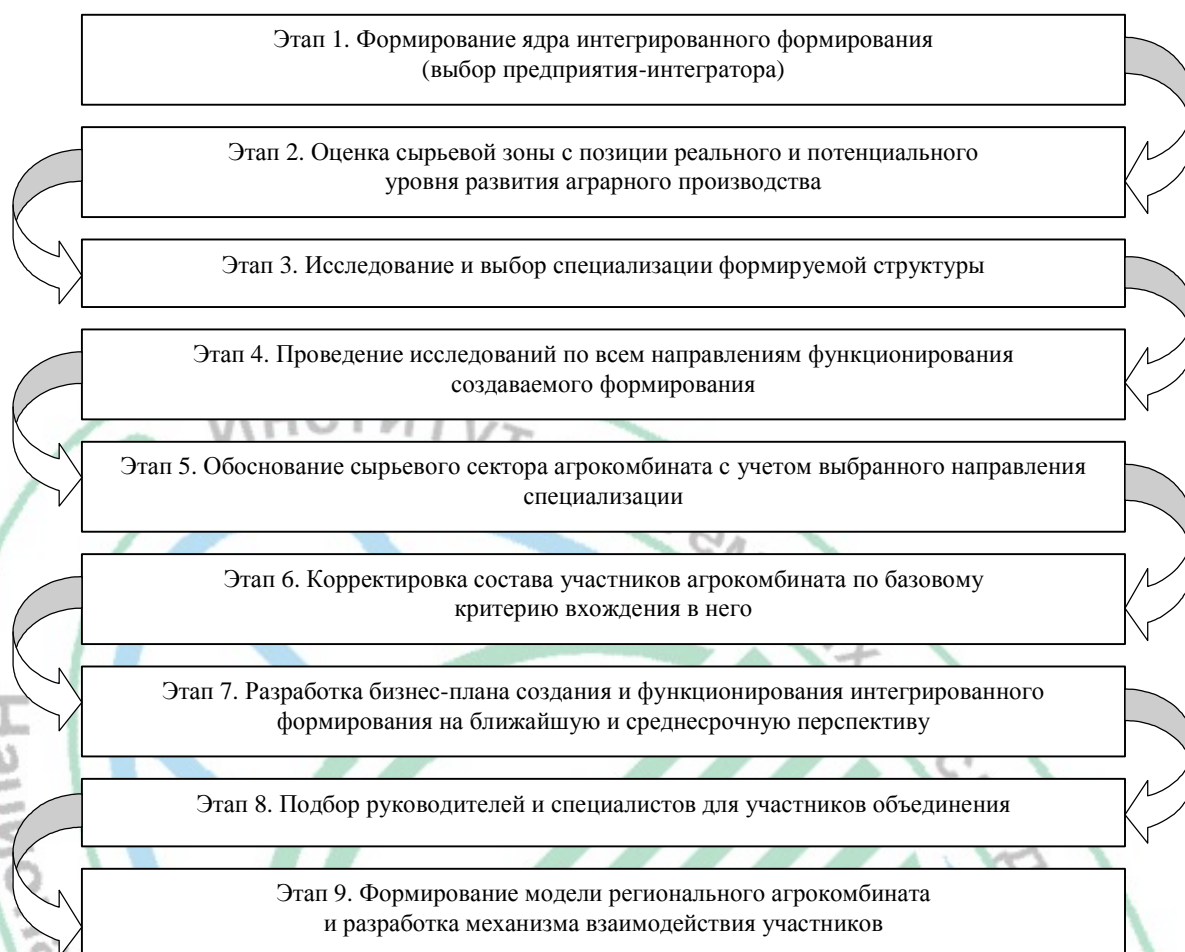 Этап 1. Формирование ядра интегрированного формирования
(выбор предприятия-интегратора)
Этап 2. Оценка сырьевой зоны с позиции реального и потенциального
уровня развития аграрного производства
Этап 3. Исследование и выбор специализации формируемой структуры
Этап 4. Проведение исследований по всем направлениям функционирования
создаваемого формирования
Этап 5. Обоснование сырьевого сектора агрокомбината с учетом выбранного направления
специализации
Этап 6. Корректировка состава участников агрокомбината по базовому
критерию вхождения в него
Этап 7. Разработка бизнес-плана создания и функционирования интегрированного
формирования на ближайшую и среднесрочную перспективу
Этап 8. Подбор руководителей и специалистов для участников объединения
Этап 9. Формирование модели регионального агрокомбината
и разработка механизма взаимодействия участников